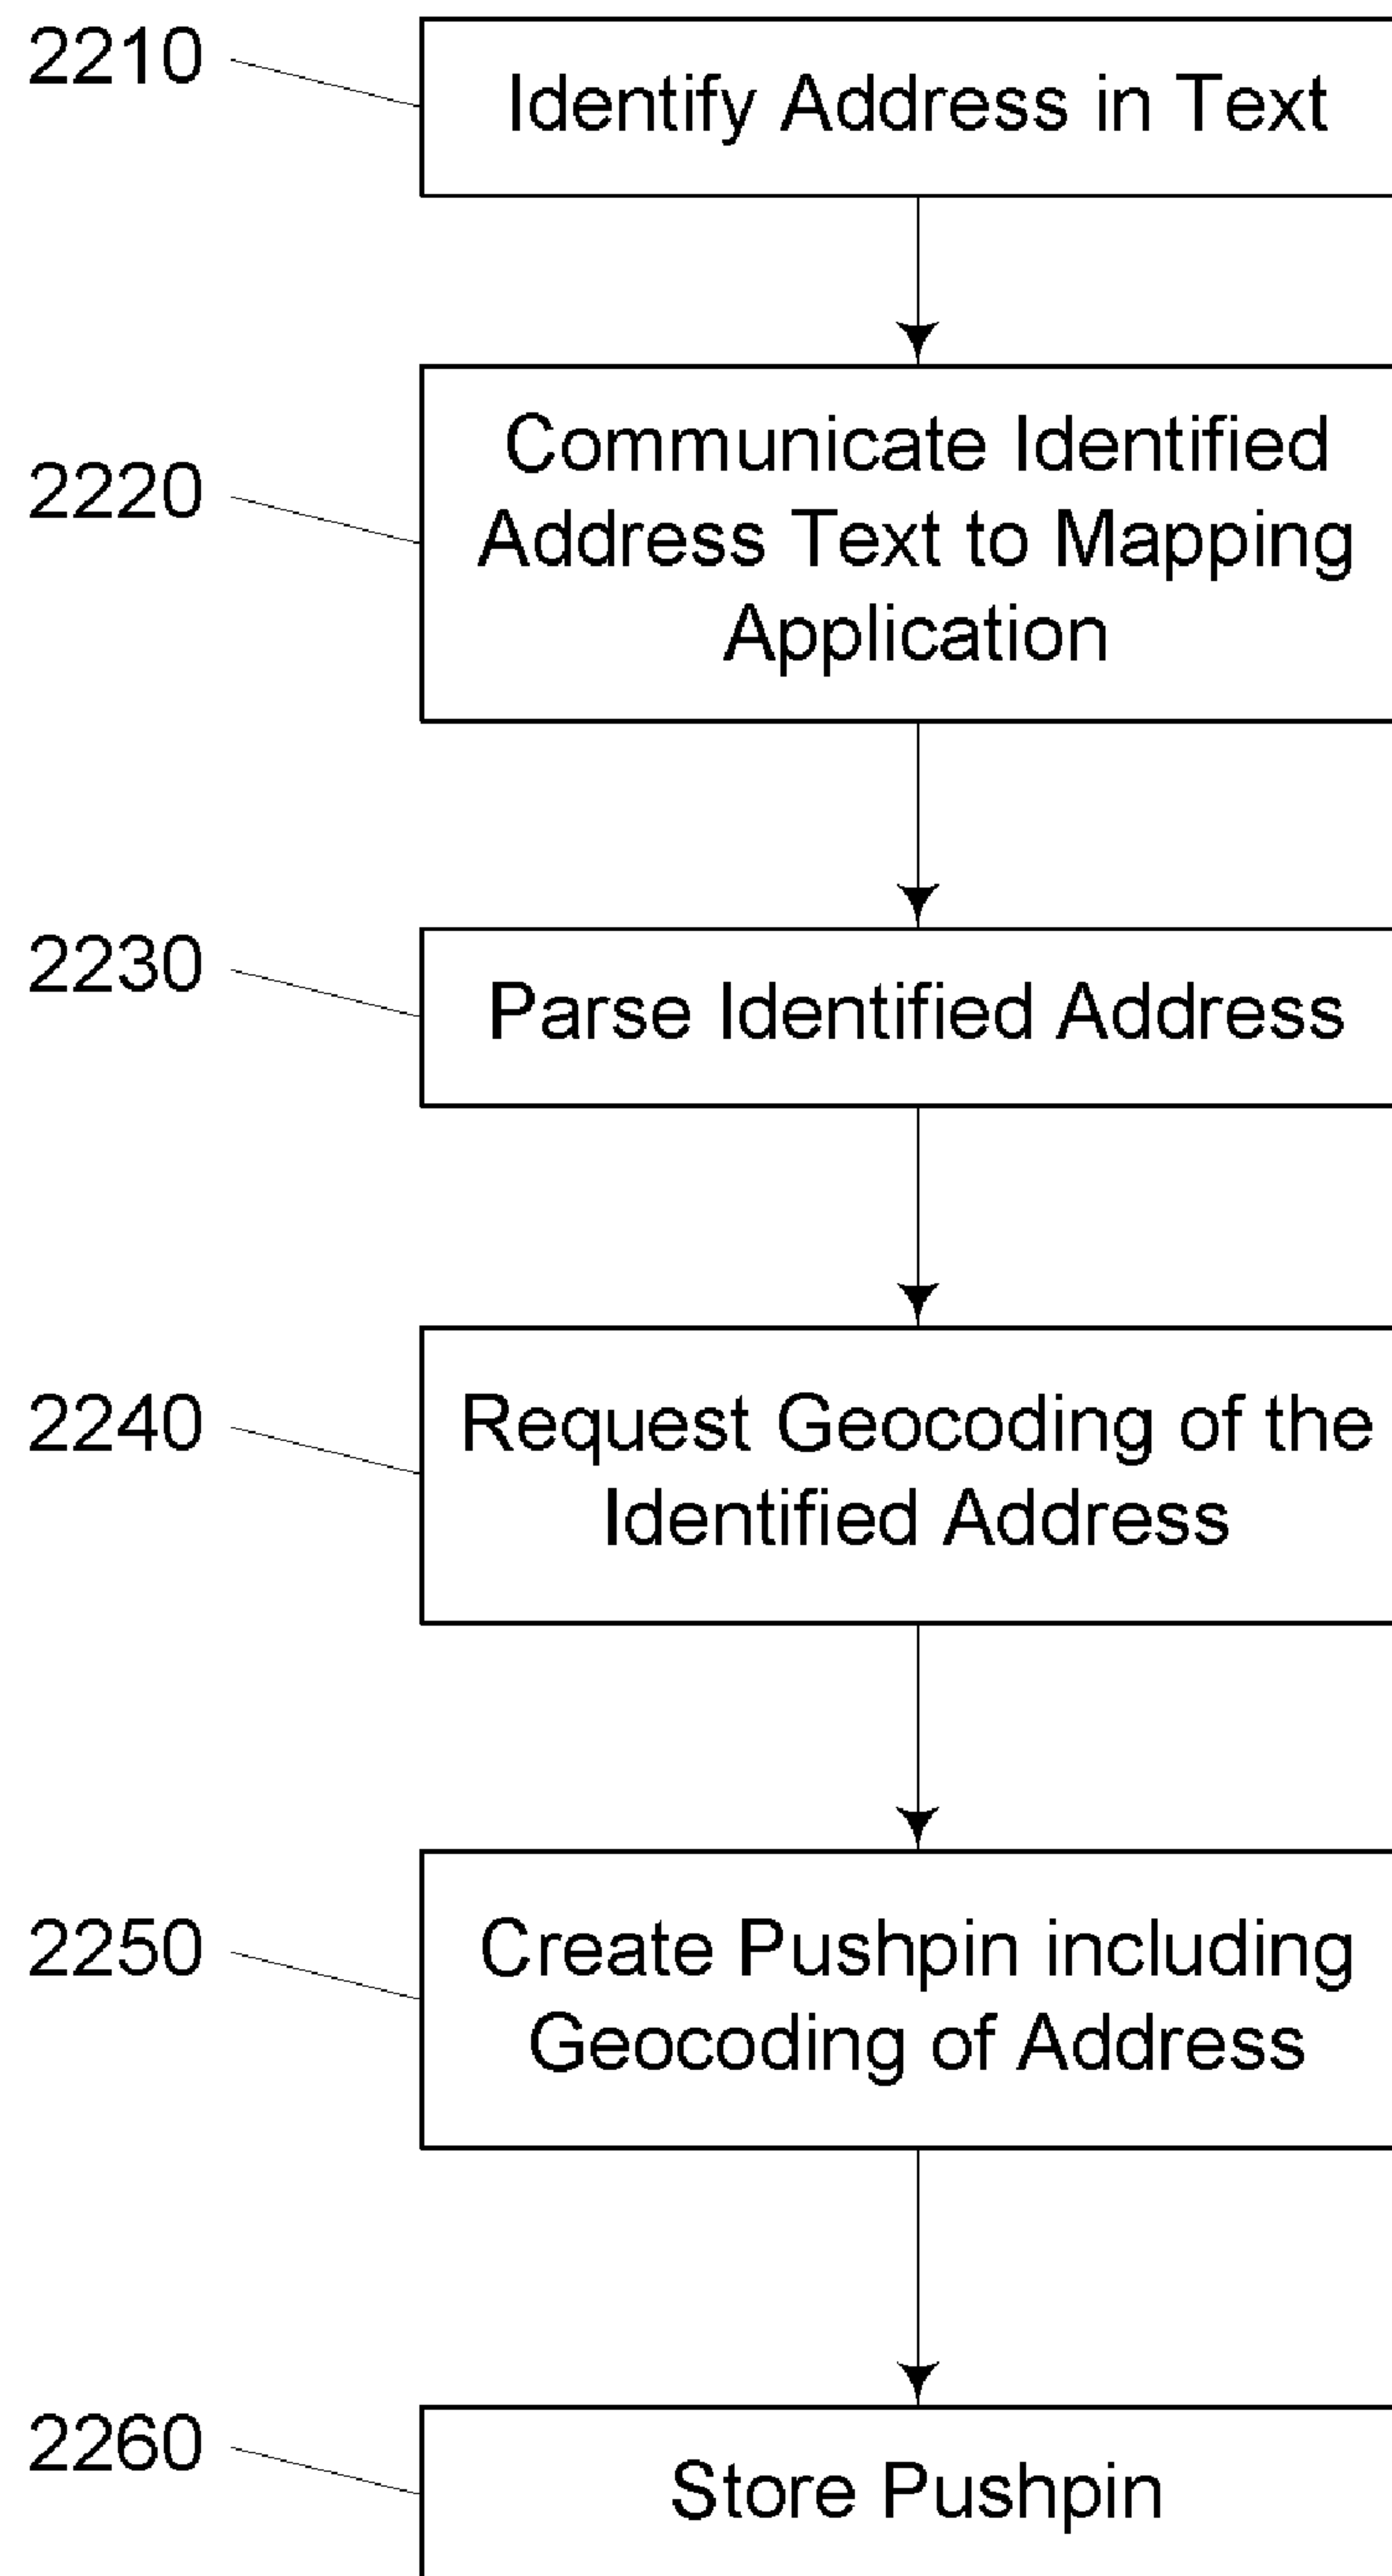 2210
Identify Address in Text
2220
Communicate Identified
Address Text to Mapping
Application
2230
Parse Identified Address
2240
Request Geocoding of the
Identified Address
2250
Create Pushpin including
Geocoding of Address
2260
Store Pushpin